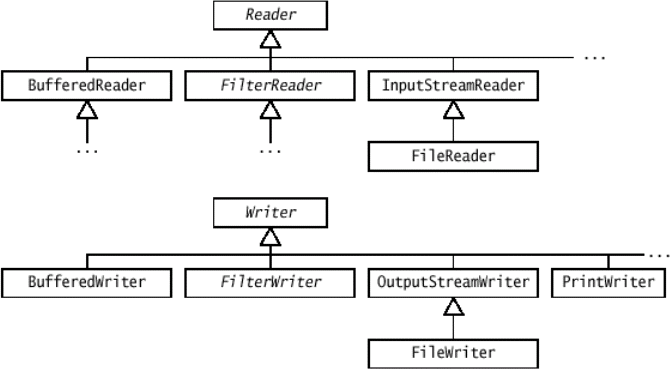 Reader
...
BufferedReader FilterReader InputStreamReader
... ...
FileReader
Writer
...
BufferedWriter FilterWriter OutputStreamWriter PrintWriter
FileWriter